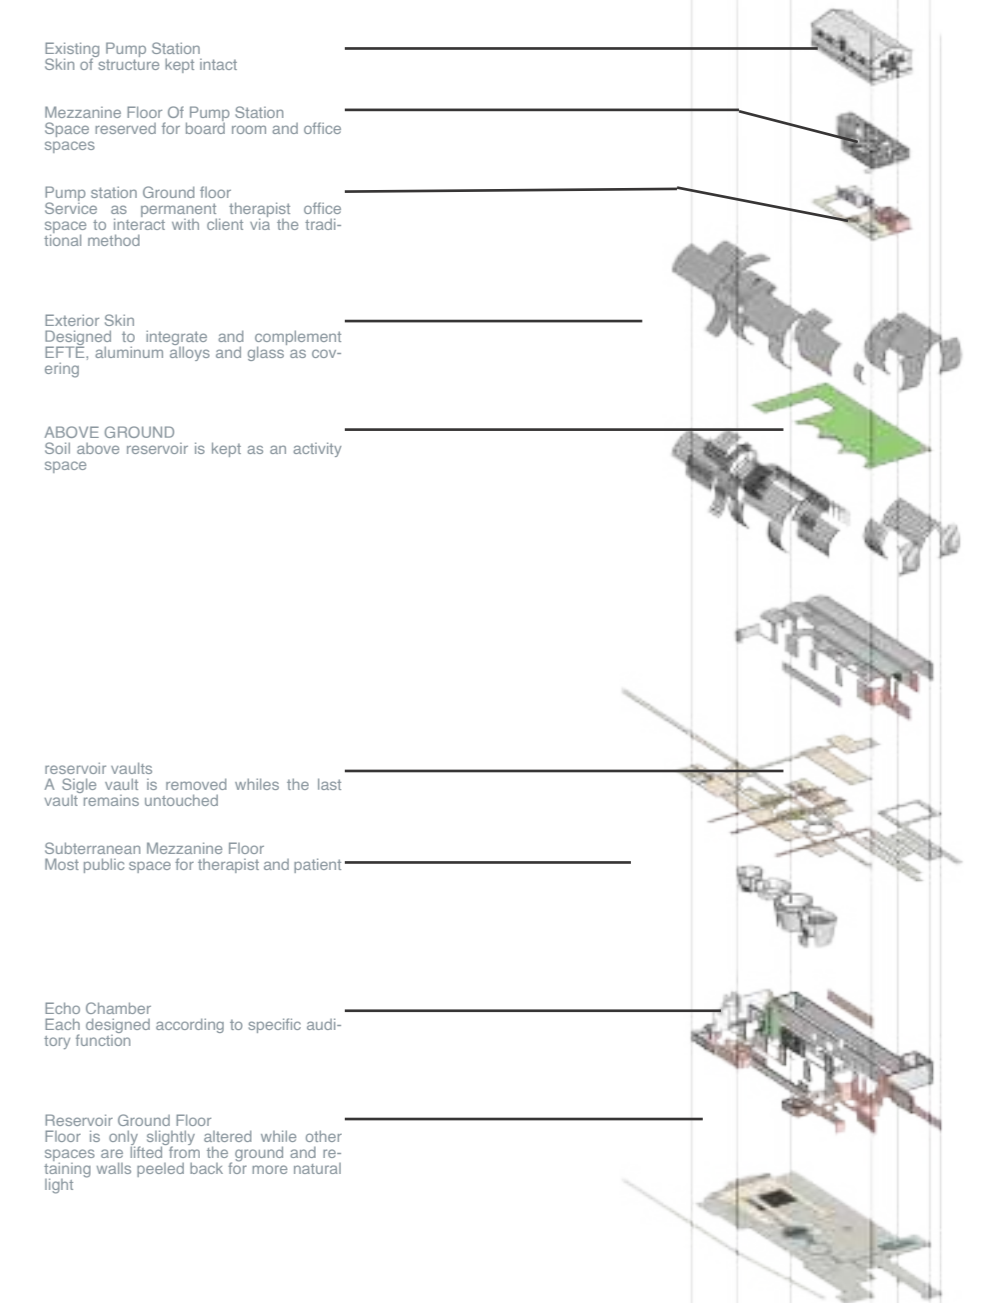 Existing Pump Station
Skin of structure kept intact
Mezzanine Floor Of Pump Station
Space reserved for board room and office
spaces
Pump station Ground floor
Service as permanent therapist office
space to interact with client via the tradi-
tional method
Exterior Skin
Designed to integrate and complement
EFTE, aluminum alloys and glass as cov-
ering
ABOVE GROUND
Soil above reservoir is kept as an activity
space
reservoir vaults
A Sigle vault is removed whiles the last
vault remains untouched
Subterranean Mezzanine Floor
Most public space for therapist and patient
Echo Chamber
Each designed according to specific audi-
tory function
Reservoir Ground Floor
Floor is only slightly altered while other
spaces are lifted from the ground and re-
taining walls peeled back for more natural
light